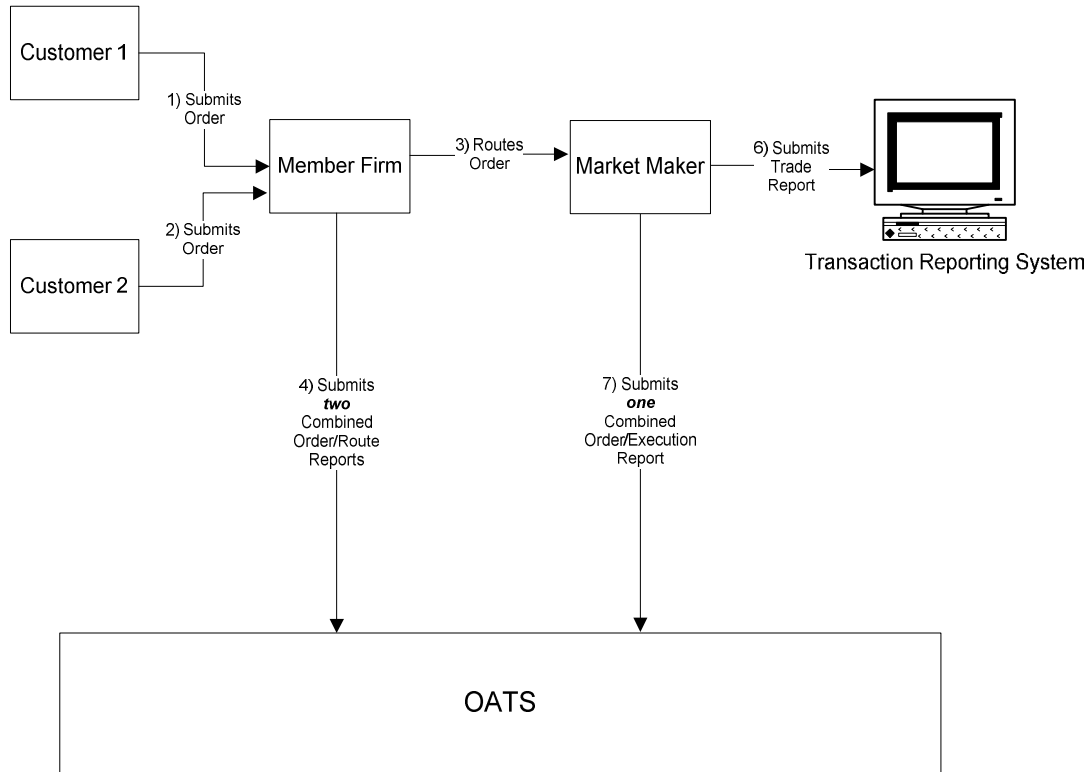 Customer 1
1) Submits
Order
Member Firm
3) Routes
Order
Market Maker
6) Submits
Trade
Report
Transaction Reporting System
2) Submits
Order
Customer 2
4) Submits
two
Combined
Order/Route
Reports
7) Submits
one
Combined
Order/Execution
Report
OATS